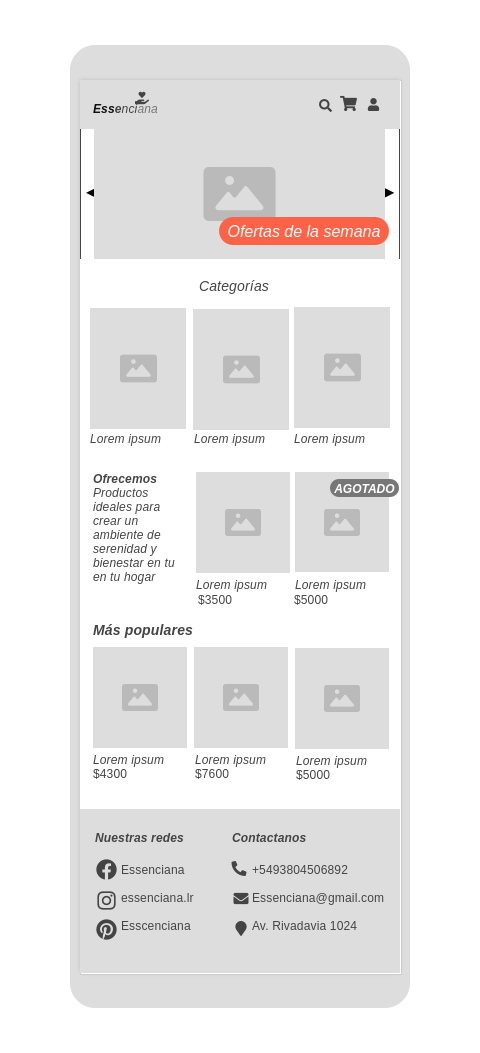 Essenciana
Ofertas de la semana
Categorías
Lorem ipsum
Lorem ipsum
Lorem ipsum
Ofrecemos
Productos
ideales para
crear un
ambiente de
serenidad y
bienestar en tu
en tu hogar
AGOTADO
Lorem ipsum
$3500
Lorem ipsum
$5000
Más populares
Lorem ipsum
$4300
Lorem ipsum
$7600
Lorem ipsum
$5000
Nuestras redes
Essenciana
essenciana.lr
Esscenciana
Contactanos
+5493804506892
Essenciana@gmail.com
Av. Rivadavia 1024